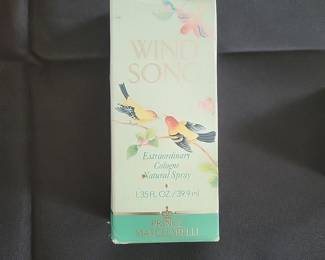 WIND
SONG
Extraordinary
Cologne
Natural Spray
1.35 FL. OZ./39.9 ml
PRINCE
MATCHABELLI